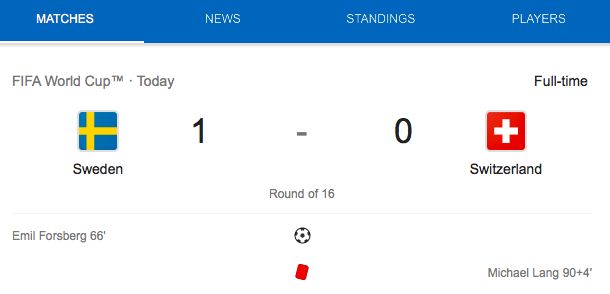 MATCHES NEWS STANDINGS PLAYERS
FIFA World Cup™ · Today Full-time
1 - 0
Sweden Switzerland
Round of 16
Emil Forsberg 66'
Michael Lang 90+4'